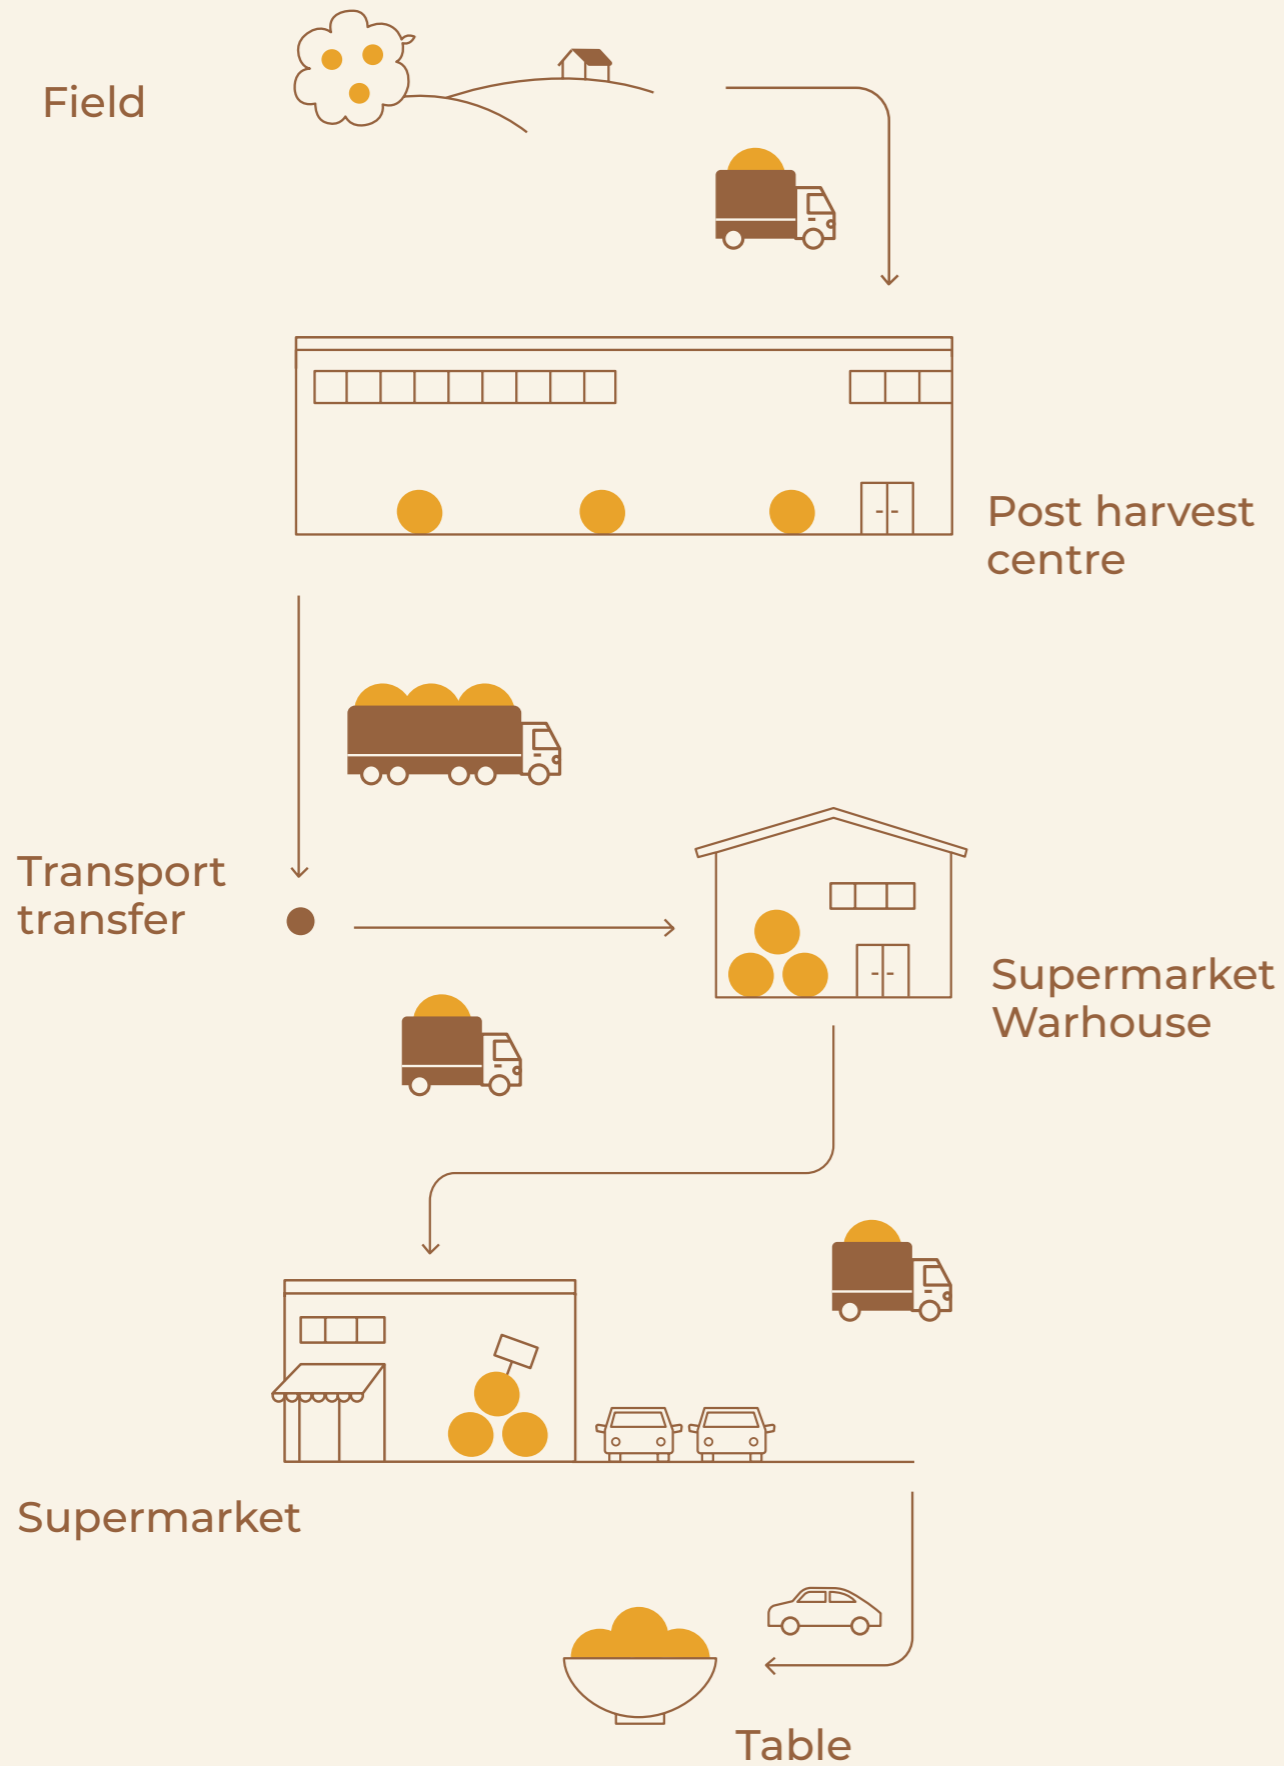 Field
Post harvest
centre
Transport
transfer
Supermarket
Warhouse
Supermarket
Table